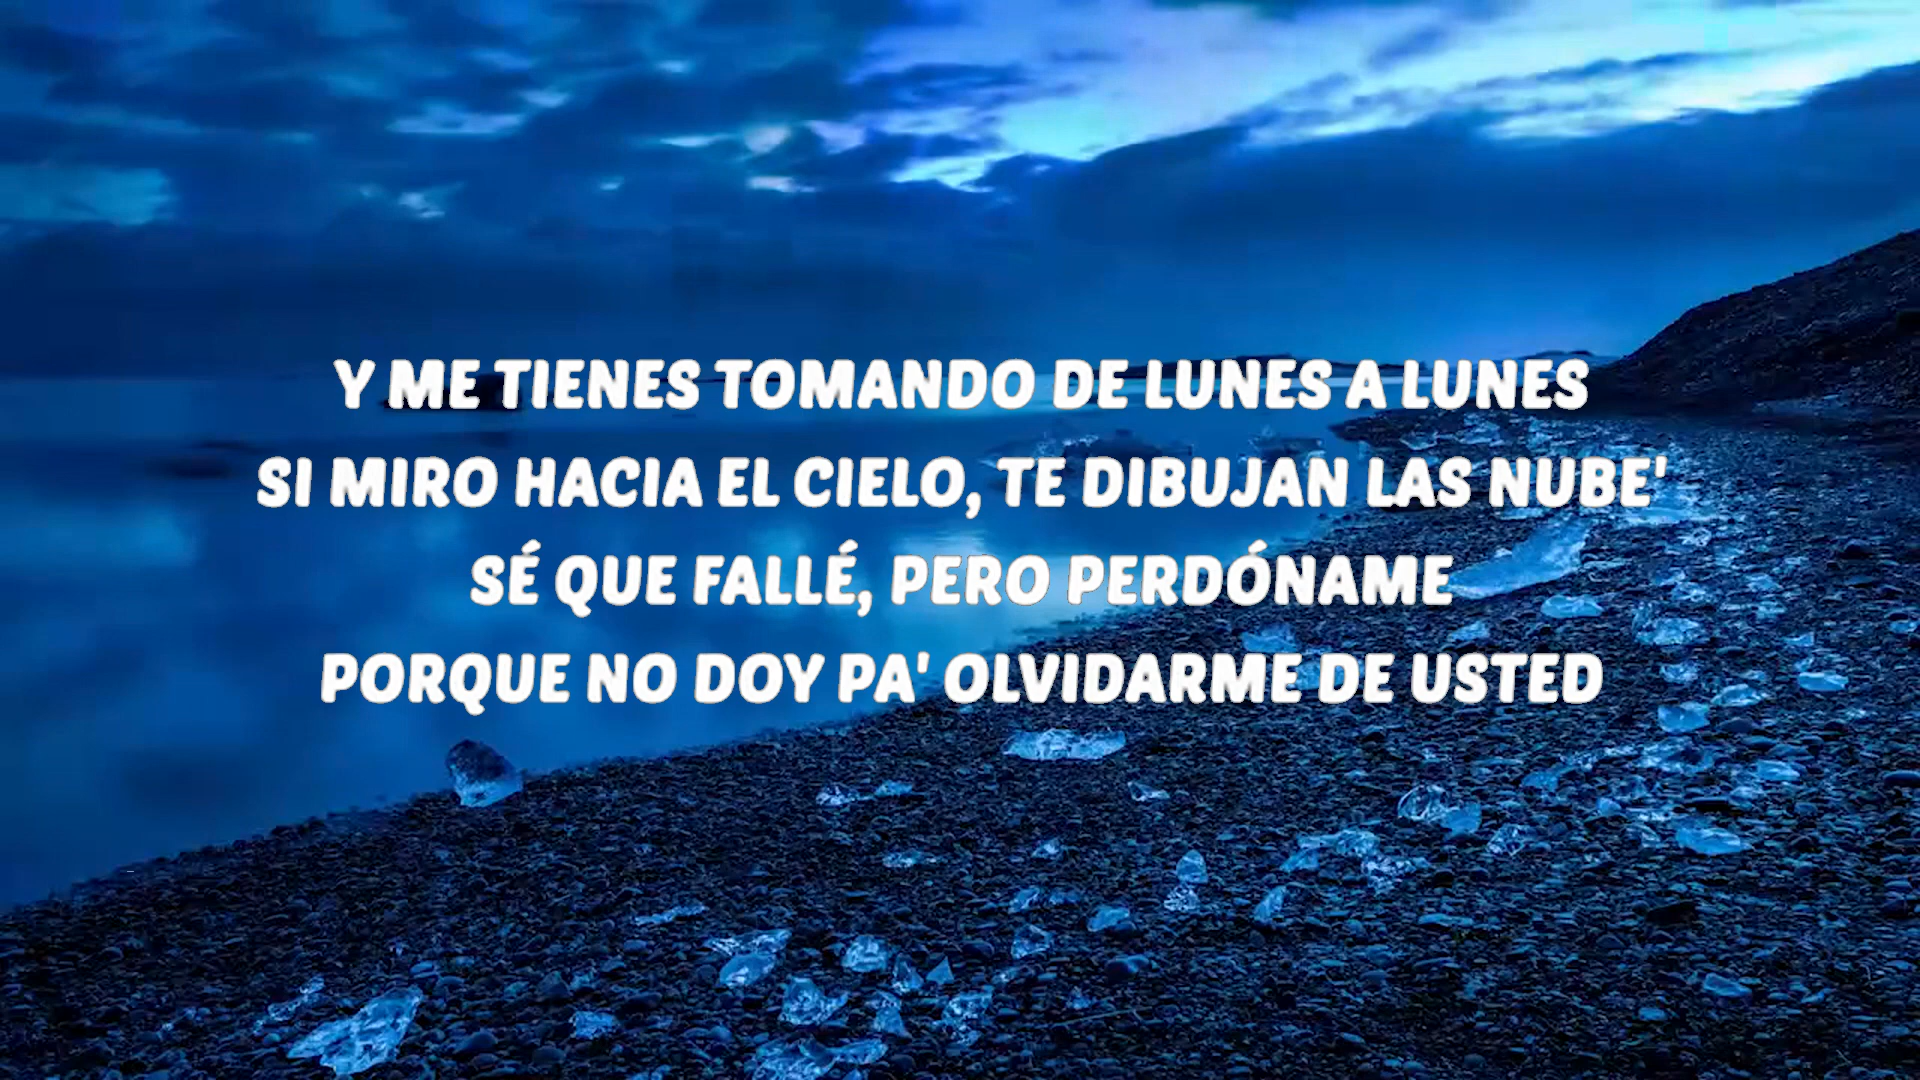 Y ME TIENES TOMANDO DE LUNES A LUNES
SI MIRO HACIA EL CIELO, TE DIBUJAN LAS NUBE'
SÉ QUE FALLÉ, PERO PERDÓNAME
PORQUE NO DOY PA' OLVIDARME DE USTED